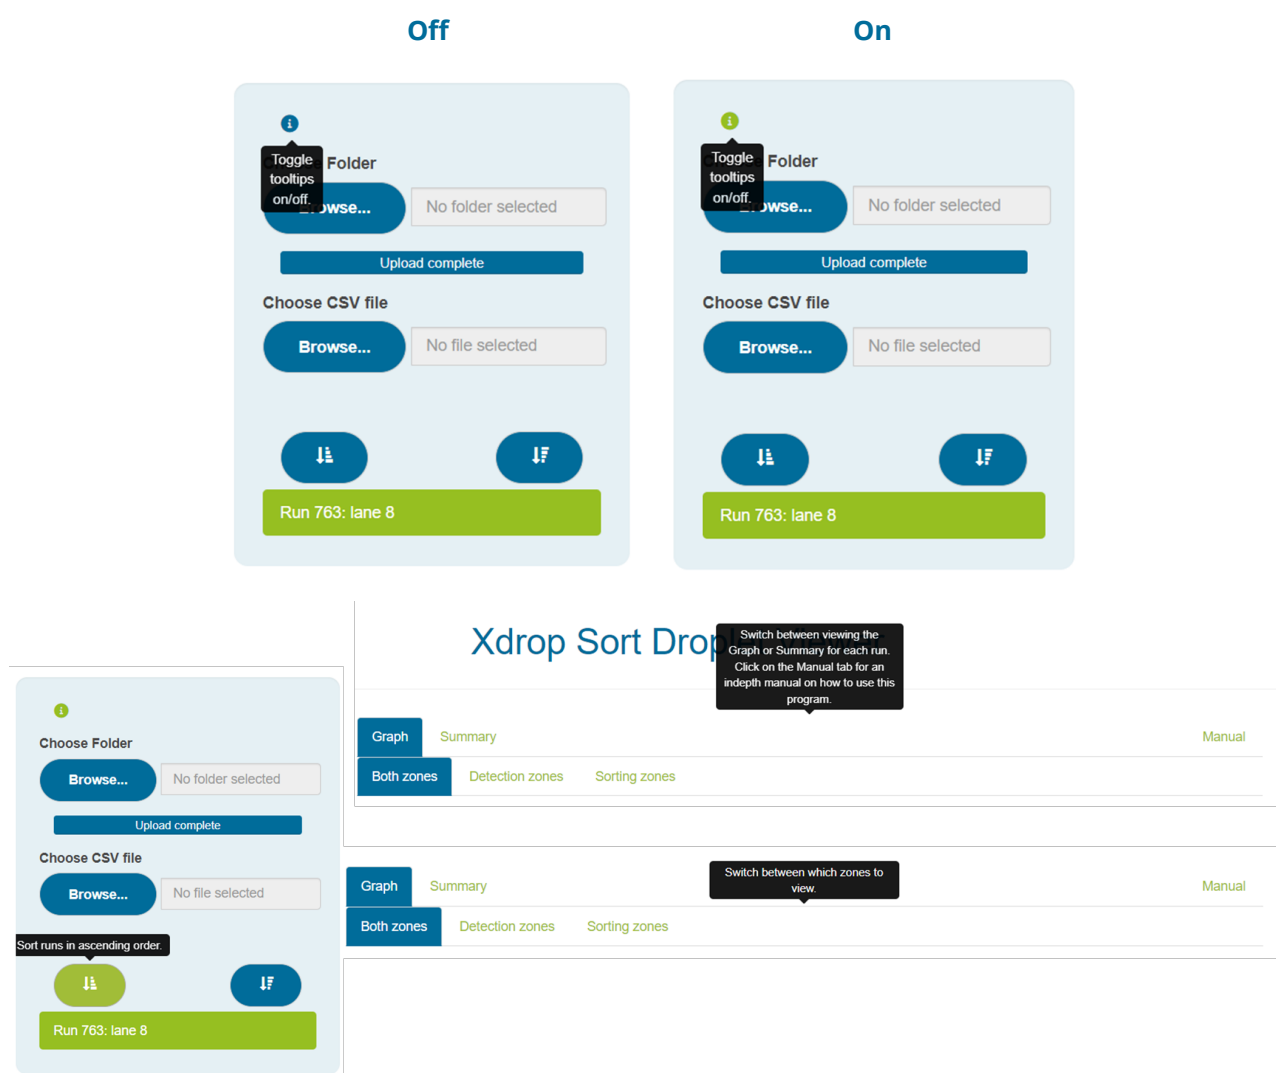 Off
On
Toggle
tooltips
on/off.
Folder
Browse...
No folder selected
Upload complete
Choose CSV file
Browse...
No file selected
Run 763: lane 8
Toggle
tooltips
on/off.
Folder
Browse...
No folder selected
Upload complete
Choose CSV file
Browse...
No file selected
Run 763: lane 8
Choose Folder
Browse...
No folder selected
Upload complete
Choose CSV file
Browse...
No file selected
Sort runs in ascending order.
Run 763: lane 8
Xdrop Sort Droplet Viewer
Switch between viewing the
Graph or Summary for each run.
Click on the Manual tab for an
indepth manual on how to use this
program.
Graph Summary Manual
Both zones Detection zones Sorting zones
Switch between which zones to
view.
Graph Summary Manual
Both zones Detection zones Sorting zones